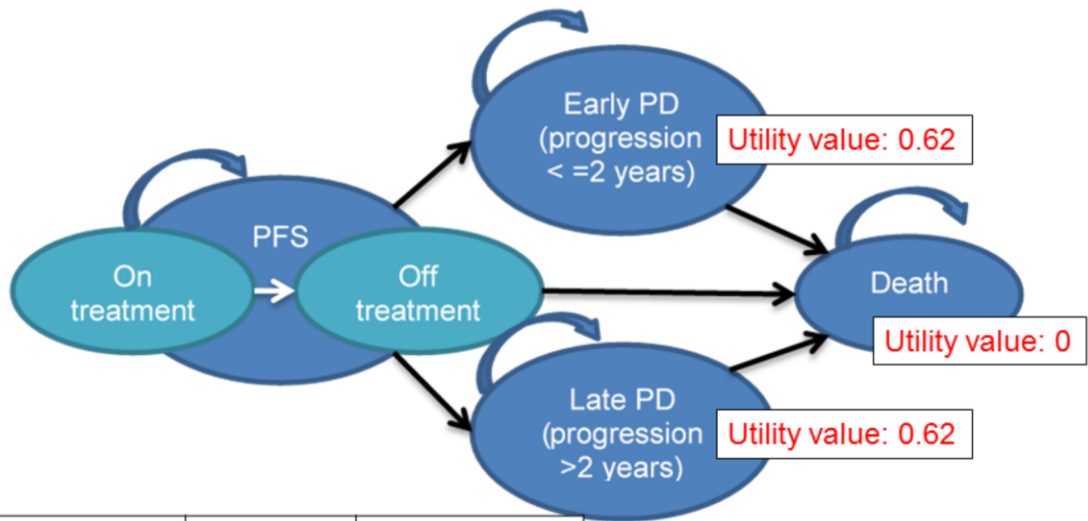 Early PD
(progression
< =2 years)
Utility value: 0.62
PFS
On
treatment
Off
treatment
Death
Utility value: 0
Late PD
(progression
>2 years)
Utility value: 0.62